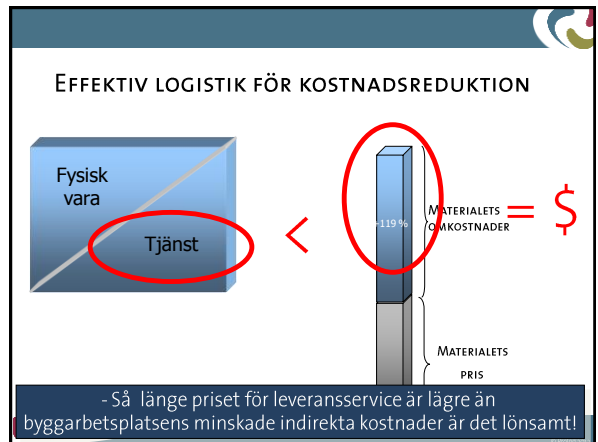 Effektiv logistik för kostnadsreduktion
Fysisk
vara
Tjänst
<
+119 %
Materialets
omkostnader
= $
Materialets
pris
- Så länge priset för leveransservice är lägre än
byggarbetsplatsens minskade indirekta kostnader är det lönsamt!